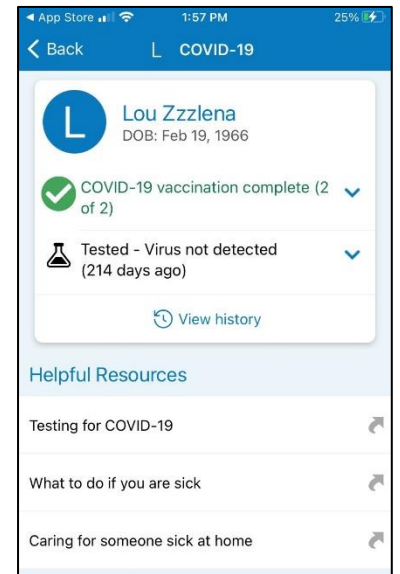 App Store 1:57 PM 25%
Back L COVID-19
L
Lou Zzzlena
DOB: Feb 19, 1966
COVID-19 vaccination complete (2
of 2)
Tested - Virus not detected
(214 days ago)
View history
Helpful Resources
Testing for COVID-19
What to do if you are sick
Caring for someone sick at home